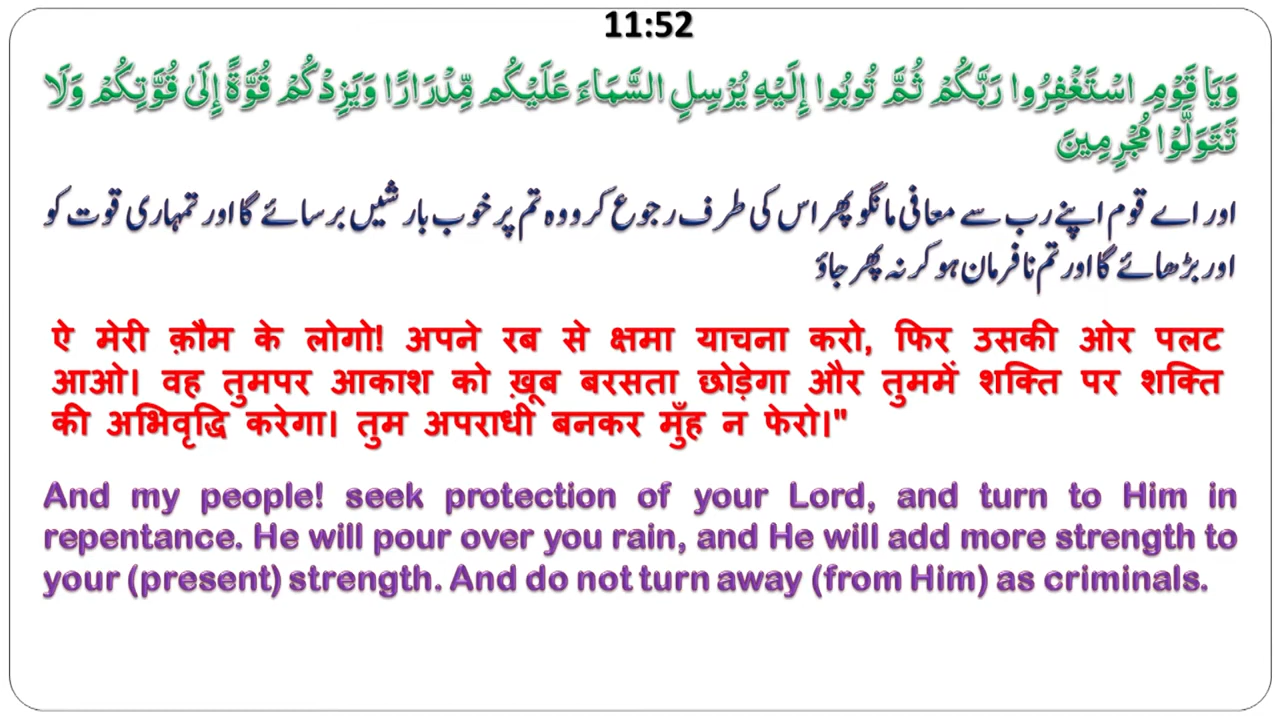 11:52
وَيَا قَوْمِ اسْتَغْفِرُوا رَبَّكُمْ ثُمَّ تُوبُوا إِلَيْهِ يُرْسِلِ السَّمَاءَ عَلَيْكُم مِّدْرَارًا وَيَزِدْكُمْ قُوَّةً إِلَىٰ قُوَّتِكُمْ وَلَا
تَتَوَلَّوْا مُجْرِمِينَ
اور اے قوم اپنے رب سے معافی مانگو پھر اس کی طرف رجوع کرو وہ تم پر خوب بارشیں برسائے گا اور تمہاری قوت کو
اور بڑھائے گا اور تم نافرمان ہو کر نہ پھر جاؤ
ऐ मेरी क़ौम के लोगो! अपने रब से क्षमा याचना करो, फिर उसकी ओर पलट
आओ। वह तुमपर आकाश को ख़ूब बरसता छोड़ेगा और तुममें शक्ति पर शक्ति
की अभिवृद्धि करेगा। तुम अपराधी बनकर मुँह न फेरो।"
And my people! seek protection of your Lord, and turn to Him in
repentance. He will pour over you rain, and He will add more strength to
your (present) strength. And do not turn away (from Him) as criminals.